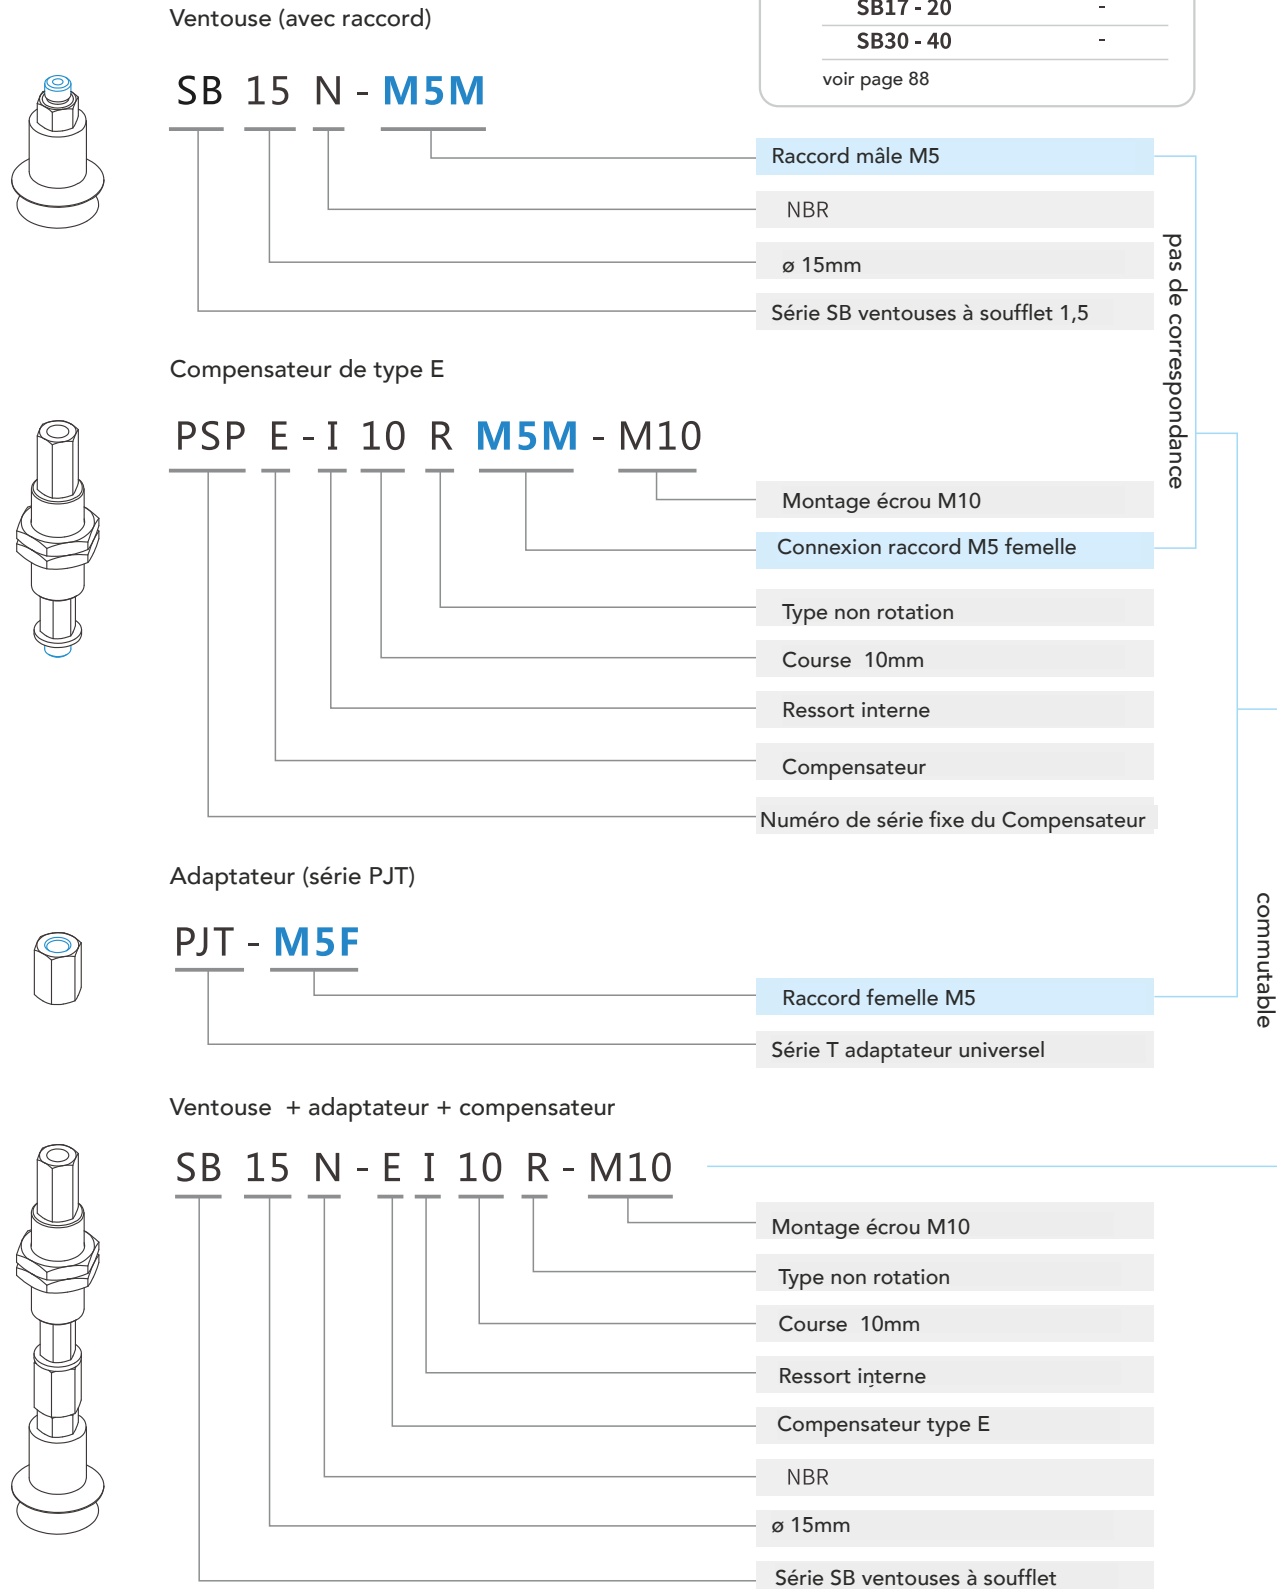 SB17 - 20 -
SB30 - 40 -
voir page 88
Ventouse (avec raccord)
SB 15 N - M5M
Raccord mâle M5
NBR
ø 15mm
Série SB ventouses à soufflet 1,5
pas de correspondance
Compensateur de type E
PSP E - I 10 R M5M - M10
Montage écrou M10
Connexion raccord M5 femelle
Type non rotation
Course 10mm
Ressort interne
Compensateur
Numéro de série fixe du Compensateur
Adaptateur (série PJT)
PJT - M5F
Raccord femelle M5
Série T adaptateur universel
commutable
Ventouse + adaptateur + compensateur
SB 15 N - E I 10 R - M10
Montage écrou M10
Type non rotation
Course 10mm
Ressort interne
Compensateur type E
NBR
ø 15mm
Série SB ventouses à soufflet